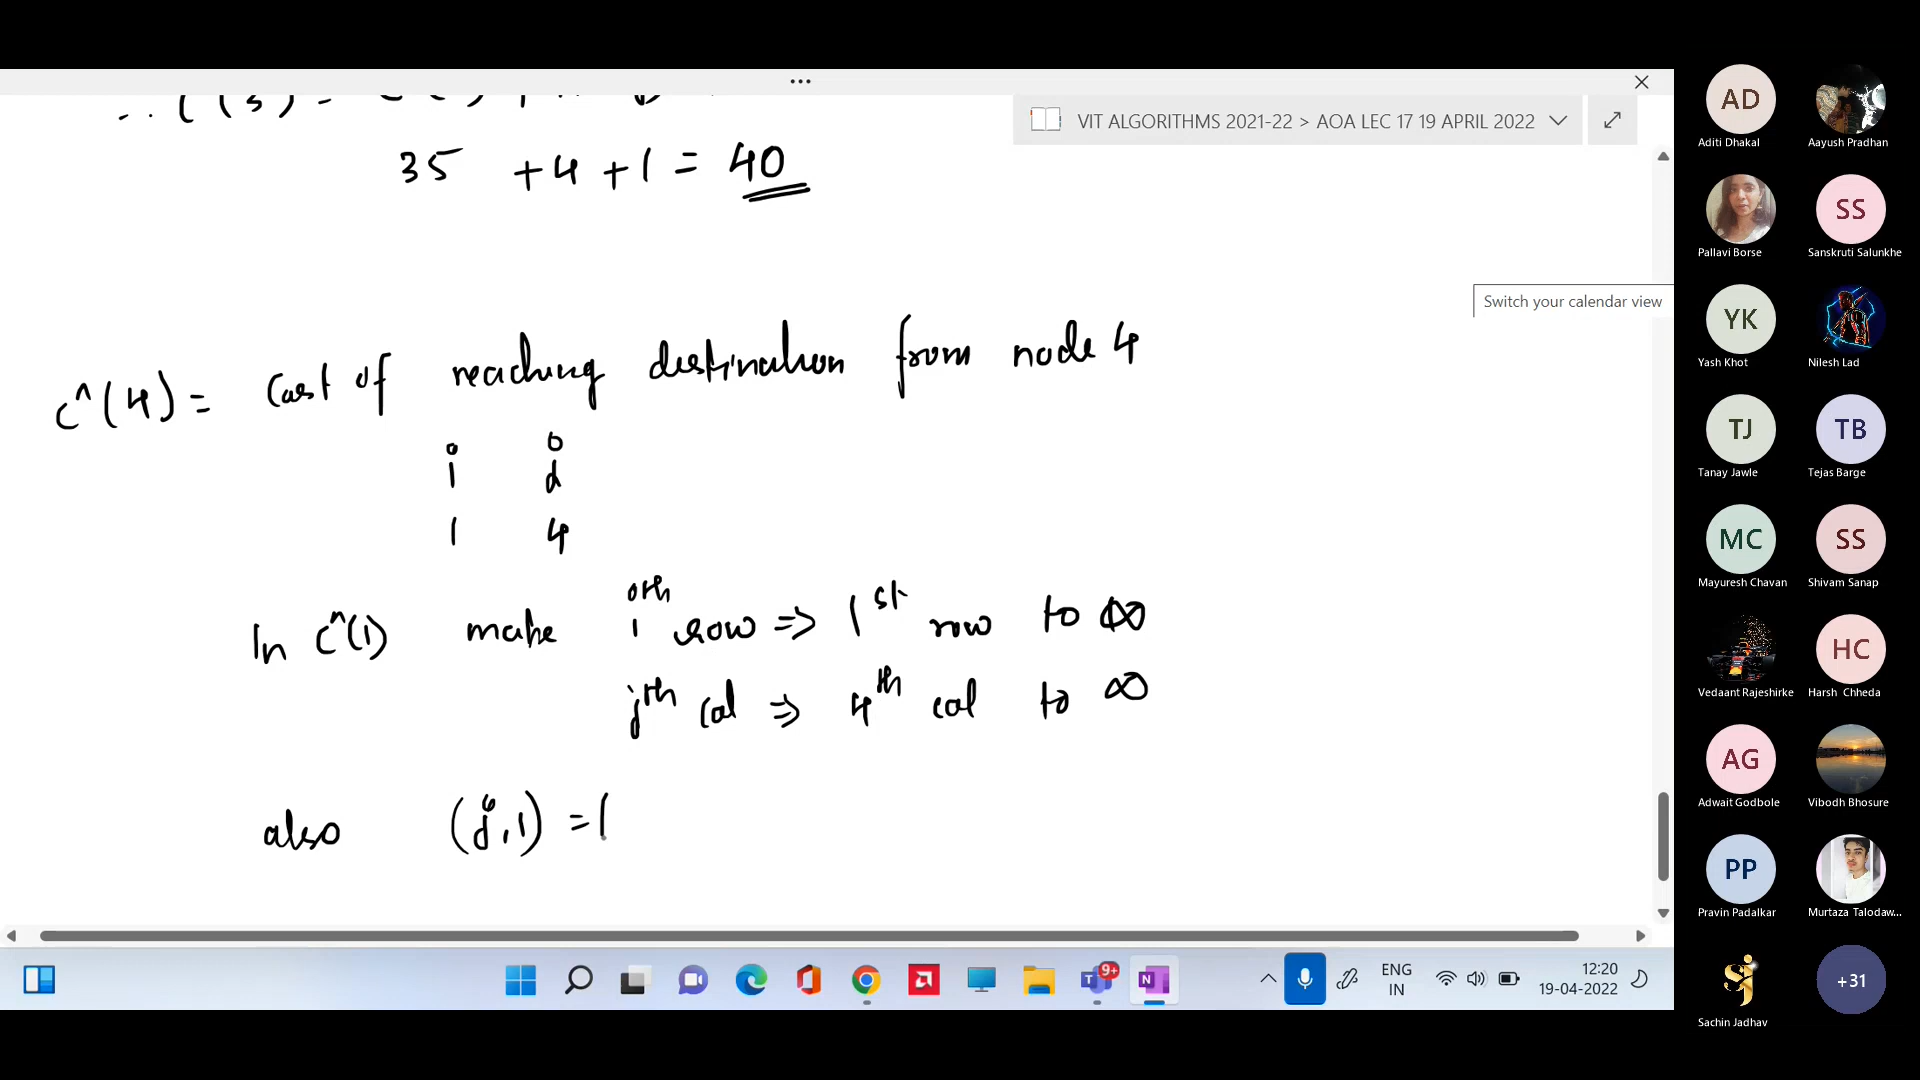 VIT ALGORITHMS 2021-22 > AOA LEC 17 19 APRIL 2022
35 + 4 + 1 = 40
Switch your calendar view
c^(4) = cost of reaching destination from node 4
i j
1 4
In c^(1) make ith row => 1st row to ∞
jth col => 4th col to ∞
also (j,1) = (
AD
Aditi Dhakal
Aayush Pradhan
Pallavi Borse
SS
Sanskruti Salunkhe
YK
Yash Khot
Nilesh Lad
TJ
Tanay Jawle
TB
Tejas Barge
MC
Mayuresh Chavan
SS
Shivam Sanap
Vedaant Rajeshirke
HC
Harsh Chheda
AG
Adwait Godbole
Vibodh Bhosure
PP
Pravin Padalkar
Murtaza Talodaw...
Sj
Sachin Jadhav
+31
9+
N
ENG
IN
12:20
19-04-2022